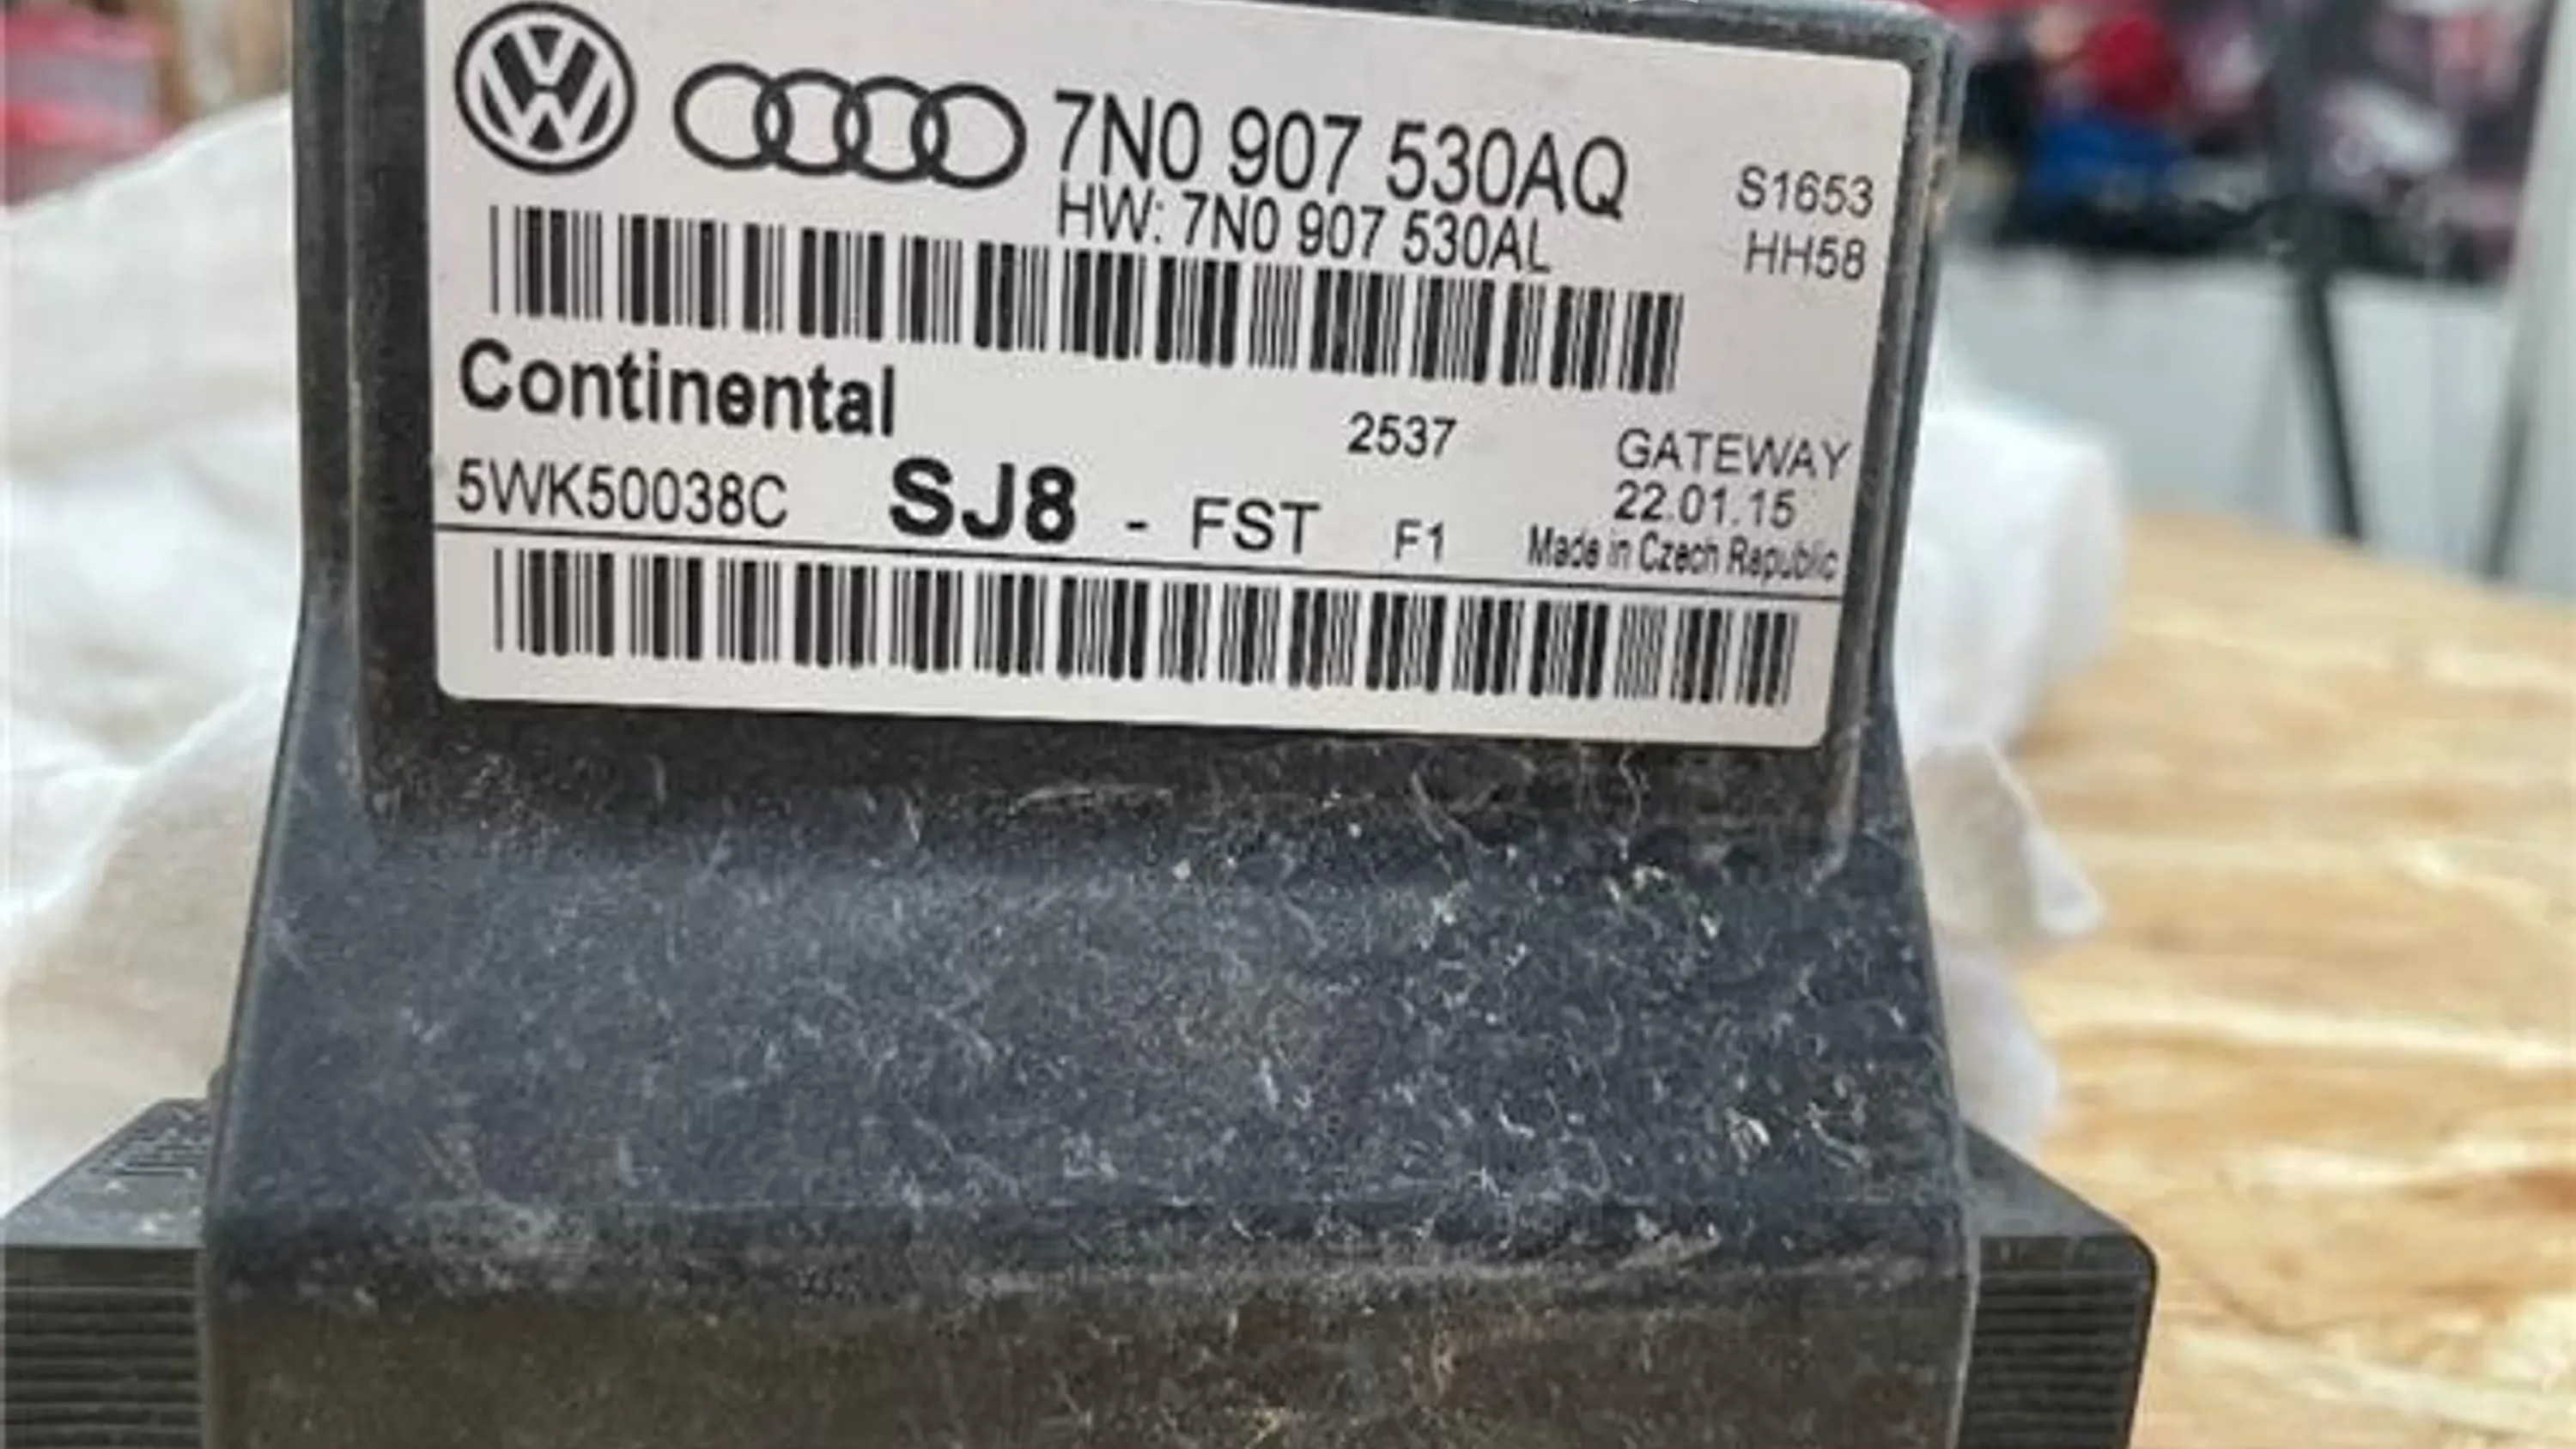 7N0 907 530AQ
HW: 7N0 907 530AL
S1653
HH58
Continental
2537
GATEWAY
5WK50038C SJ8 - FST F1
22.01.15
Made in Czech Republic